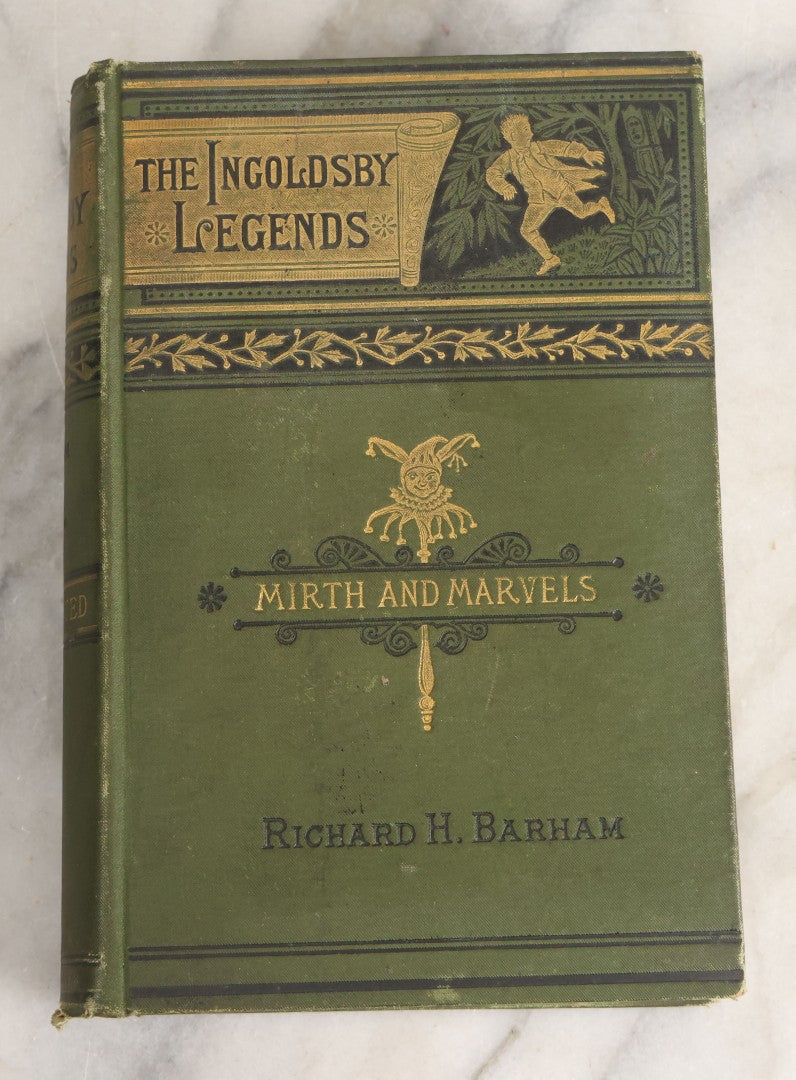 THE INGOLDSBY
LEGENDS
MIRTH AND MARVELS
RICHARD H. BARHAM